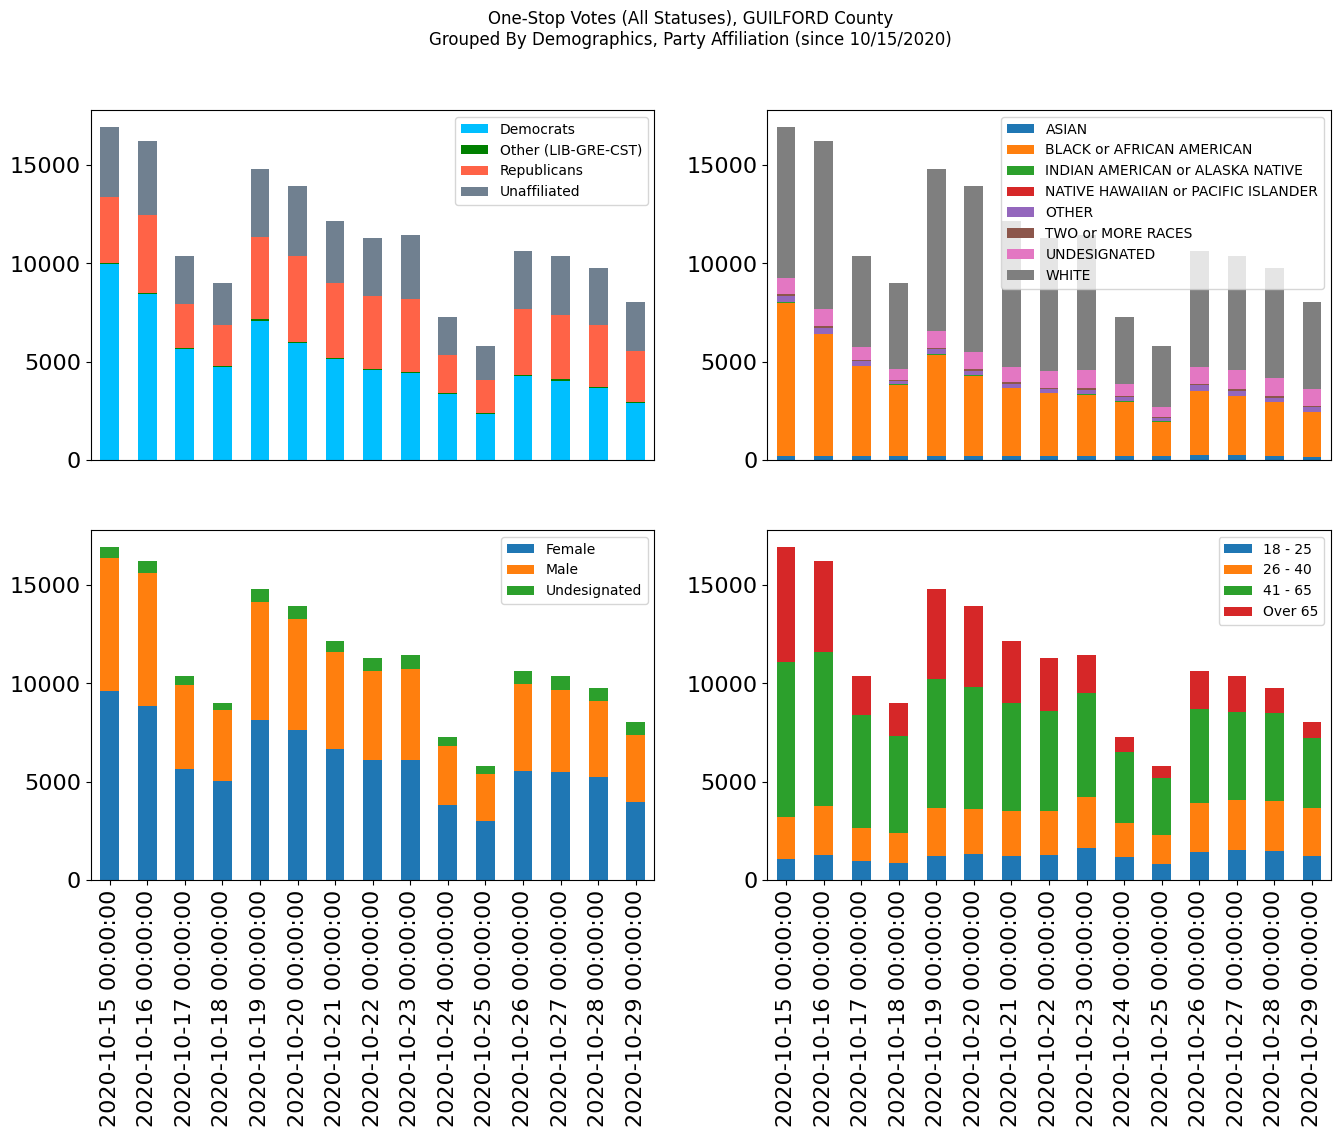 One-Stop Votes (All Statuses), GUILFORD County
Grouped By Demographics, Party Affiliation (since 10/15/2020)
15000
10000
5000
0
Democrats
Other (LIB-GRE-CST)
Republicans
Unaffiliated
15000
10000
5000
0
ASIAN
BLACK or AFRICAN AMERICAN
INDIAN AMERICAN or ALASKA NATIVE
NATIVE HAWAIIAN or PACIFIC ISLANDER
OTHER
TWO or MORE RACES
UNDESIGNATED
WHITE
15000
10000
5000
0
Female
Male
Undesignated
2020-10-15 00:00:00
2020-10-16 00:00:00
2020-10-17 00:00:00
2020-10-18 00:00:00
2020-10-19 00:00:00
2020-10-20 00:00:00
2020-10-21 00:00:00
2020-10-22 00:00:00
2020-10-23 00:00:00
2020-10-24 00:00:00
2020-10-25 00:00:00
2020-10-26 00:00:00
2020-10-27 00:00:00
2020-10-28 00:00:00
2020-10-29 00:00:00
15000
10000
5000
0
18 - 25
26 - 40
41 - 65
Over 65
2020-10-15 00:00:00
2020-10-16 00:00:00
2020-10-17 00:00:00
2020-10-18 00:00:00
2020-10-19 00:00:00
2020-10-20 00:00:00
2020-10-21 00:00:00
2020-10-22 00:00:00
2020-10-23 00:00:00
2020-10-24 00:00:00
2020-10-25 00:00:00
2020-10-26 00:00:00
2020-10-27 00:00:00
2020-10-28 00:00:00
2020-10-29 00:00:00